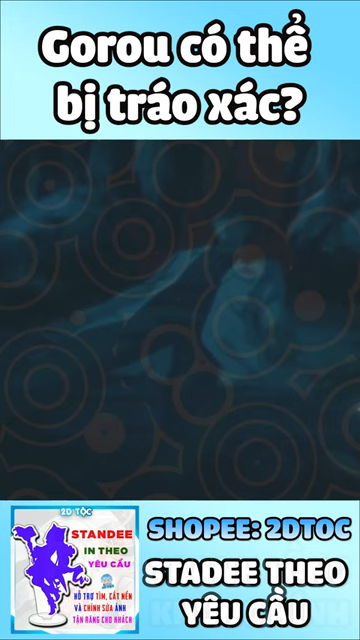 Gorou có thể
bị tráo xác?
2D TỘC
STANDEE
IN THEO
YÊU CẦU
HỖ TRỢ TÌM, CẮT NÉN
VÀ CHỈNH SỬA ẢNH
TẬN RĂNG CHO KHÁCH
SHOPEE: 2DTOC
STADEE THEO
YÊU CẦU